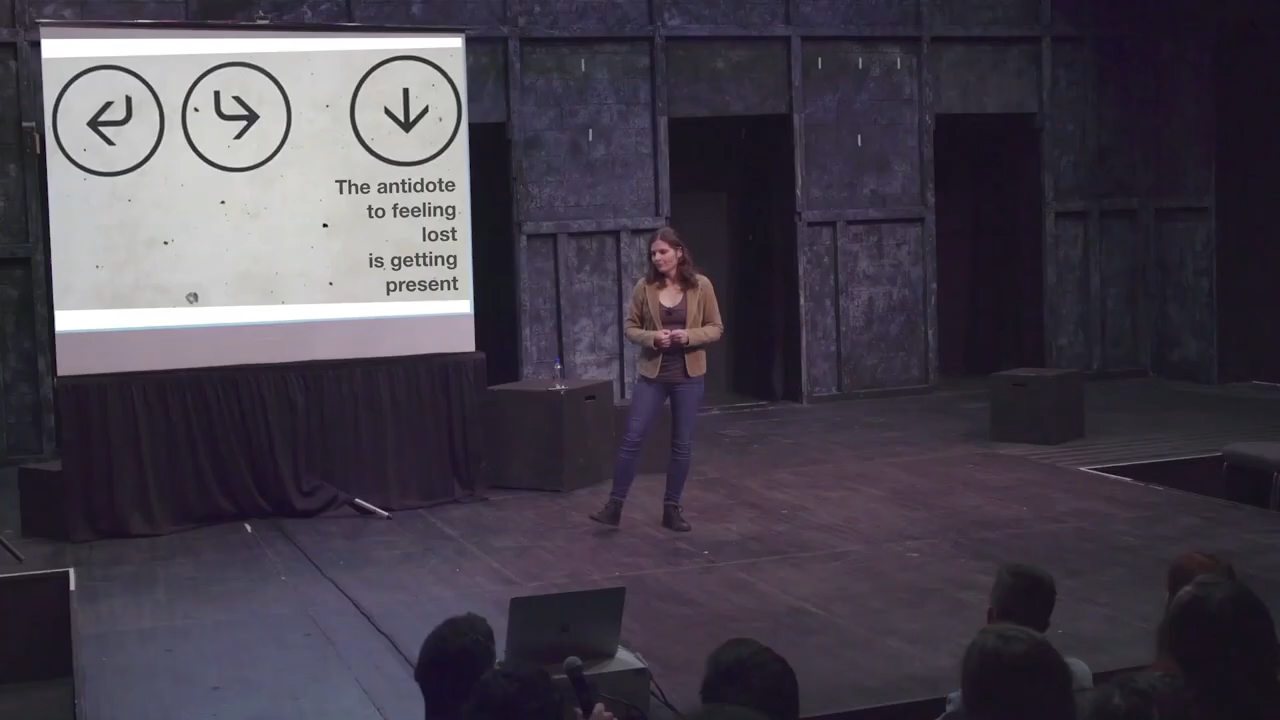 The antidote
to feeling
lost
is getting
present